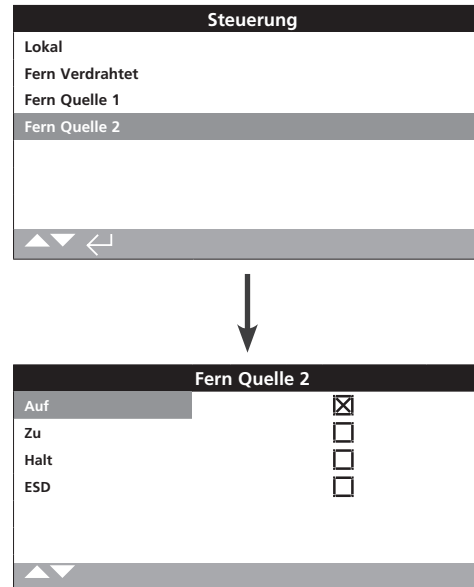 Steuerung
Lokal
Fern Verdrahtet
Fern Quelle 1
Fern Quelle 2
Fern Quelle 2
Auf
Zu
Halt
ESD